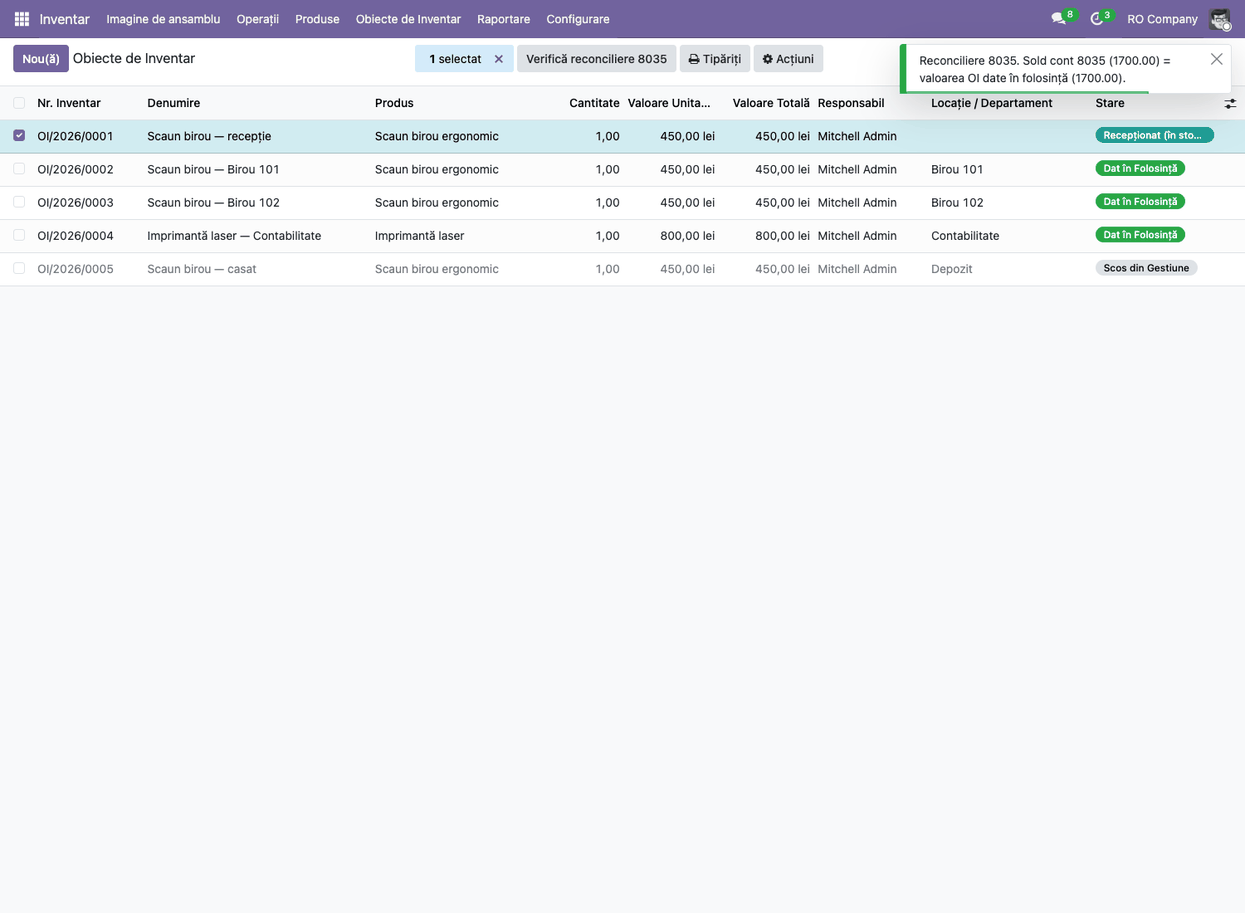 Inventar Imagine de ansamblu Operații Produse Obiecte de Inventar Raportare Configurare 8 3 RO Company
Nou(ă) Obiecte de Inventar 1 selectat Verifică reconciliere 8035 Tipăriți Acțiuni
Reconciliere 8035. Sold cont 8035 (1700.00) =
valoarea OI date în folosință (1700.00).
Nr. Inventar Denumire Produs Cantitate Valoare Unita... Valoare Totală Responsabil Locație / Departament Stare
OI/2026/0001 Scaun birou — recepție Scaun birou ergonomic 1,00 450,00 lei 450,00 lei Mitchell Admin Recepționat (în sto...
OI/2026/0002 Scaun birou — Birou 101 Scaun birou ergonomic 1,00 450,00 lei 450,00 lei Mitchell Admin Birou 101 Dat în Folosință
OI/2026/0003 Scaun birou — Birou 102 Scaun birou ergonomic 1,00 450,00 lei 450,00 lei Mitchell Admin Birou 102 Dat în Folosință
OI/2026/0004 Imprimantă laser — Contabilitate Imprimantă laser 1,00 800,00 lei 800,00 lei Mitchell Admin Contabilitate Dat în Folosință
OI/2026/0005 Scaun birou — casat Scaun birou ergonomic 1,00 450,00 lei 450,00 lei Mitchell Admin Depozit Scos din Gestiune